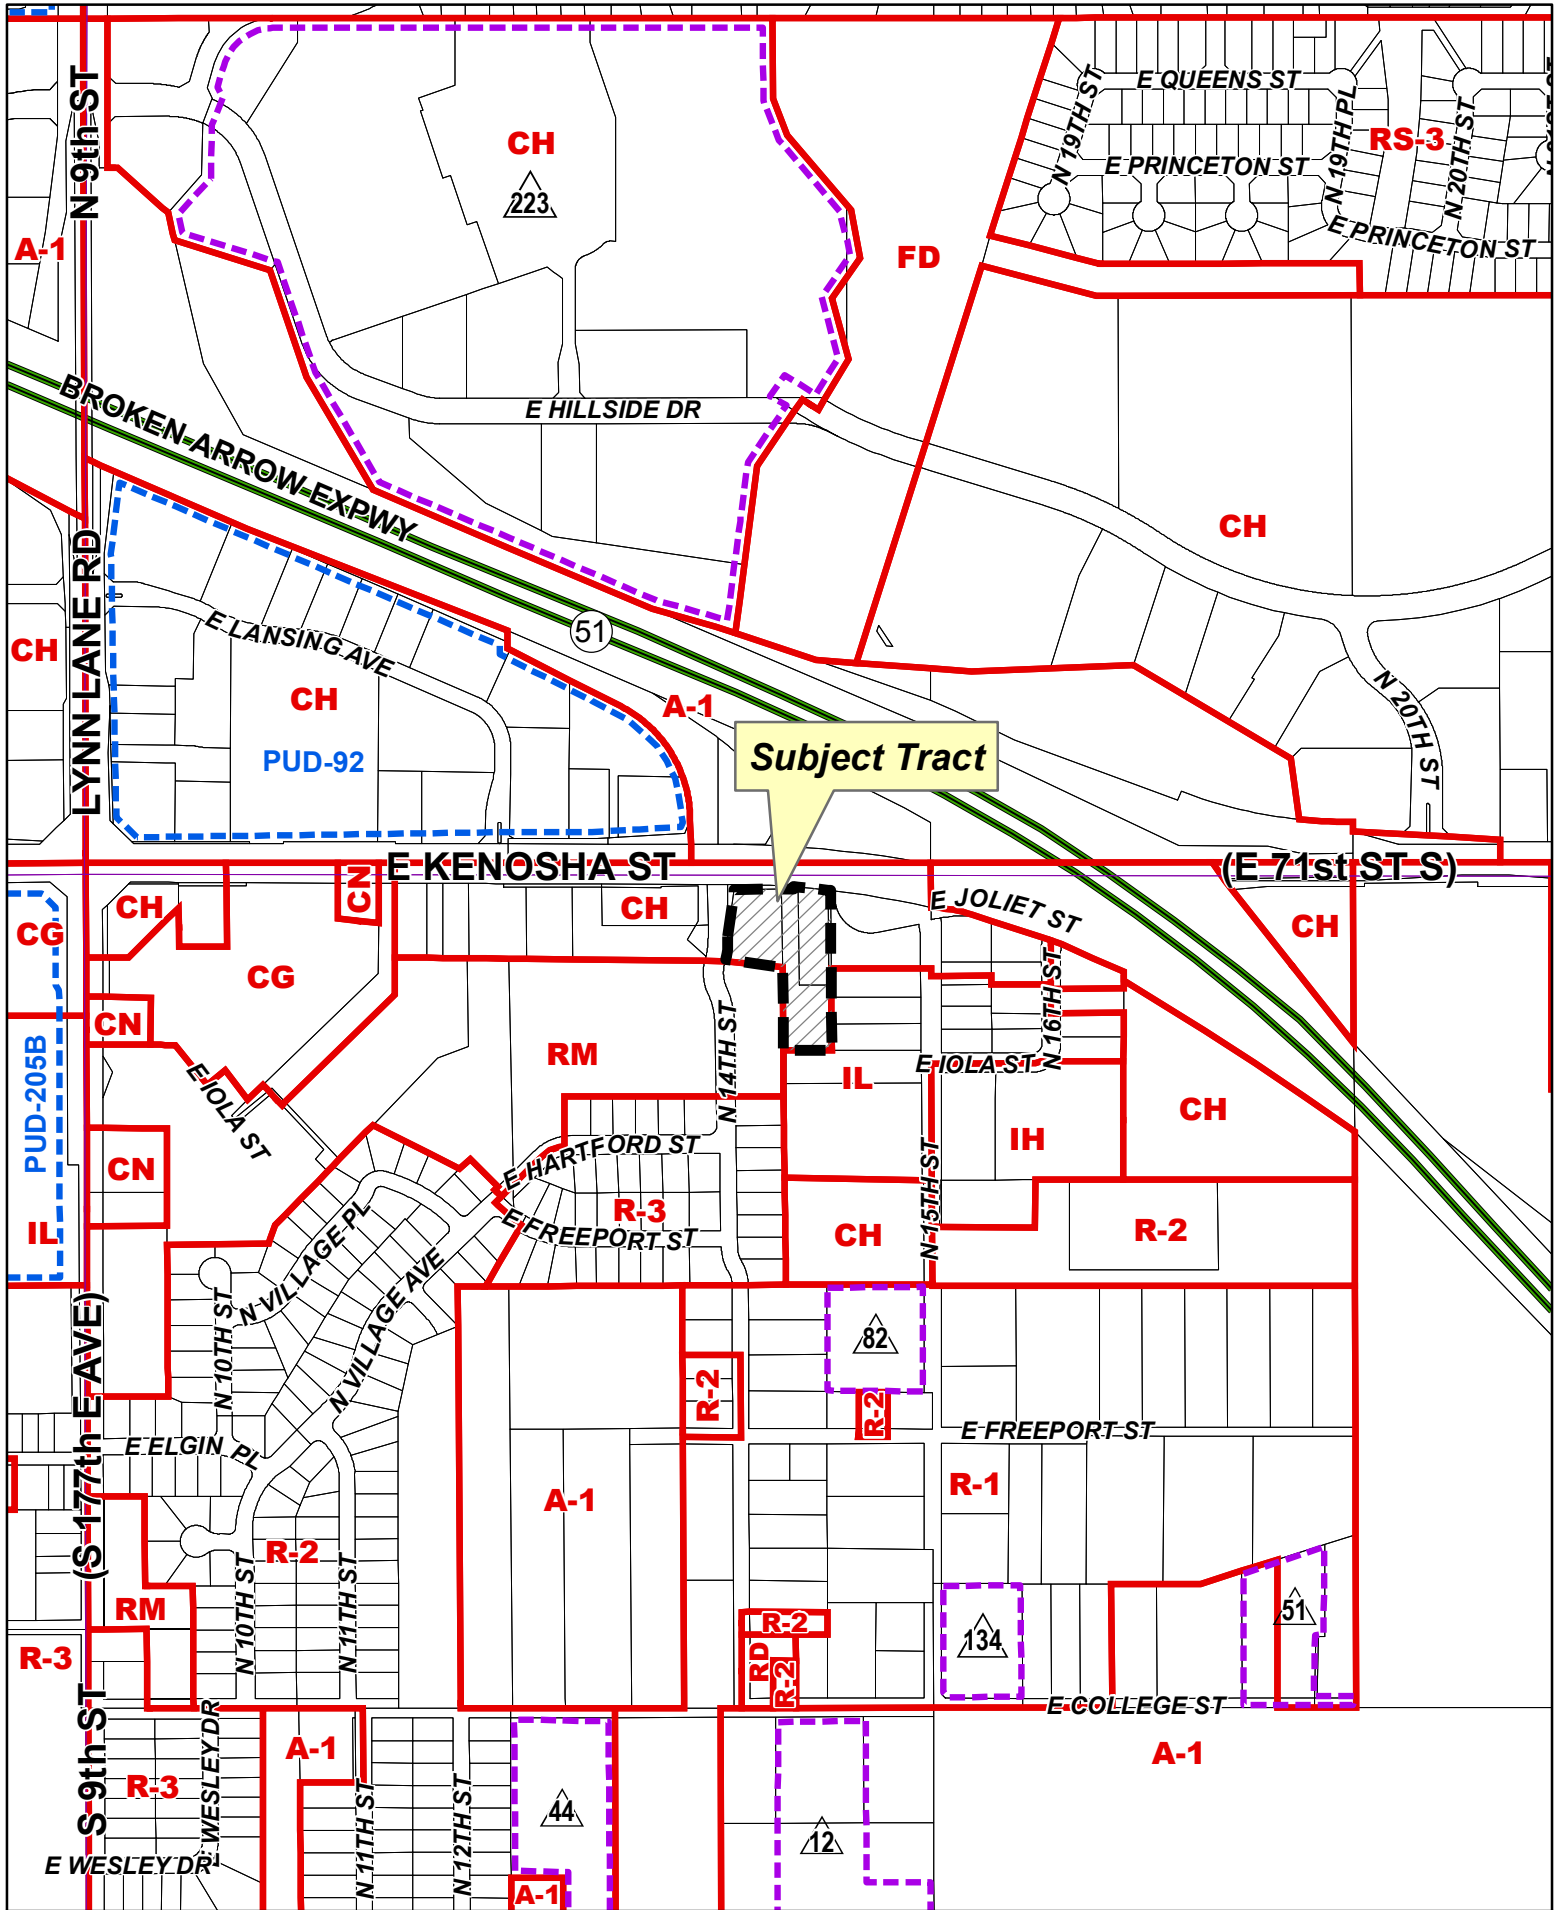 N 9th ST
CH
223
A-1
FD
N 19TH ST
E QUEENS ST
N 19TH PL
RS-3
N 20TH ST
E PRINCETON ST
E PRINCETON ST
BROKEN ARROW EXPWY
E HILLSIDE DR
CH
LYNN LANE RD
CH
E LANSING AVE
51
CH
PUD-92
A-1
Subject Tract
N 20TH ST
E KENOSHA ST
(E 71st ST S)
CG
CH
CN
CH
E JOLIET ST
CH
CG
CN
RM
N 14TH ST
IL
E IOLA ST
N 16TH ST
PUD-205B
E IOLA ST
CH
IH
CN
E HARTFORD ST
R-3
E FREEPORT ST
N 15TH ST
CH
R-2
IL
N VILLAGE PL
N VILLAGE AVE
N 10TH ST
(S 177th E AVE)
82
R-2
R-2
E FREEPORT ST
E ELGIN PL
R-1
A-1
R-2
N 10TH ST
N 11TH ST
RM
R-3
R-2
RD
R-2
134
51
E COLLEGE ST
S 9th ST
E WESLEY DR
A-1
A-1
R-3
N 11TH ST
N 12TH ST
44
12
E WESLEY DR
A-1